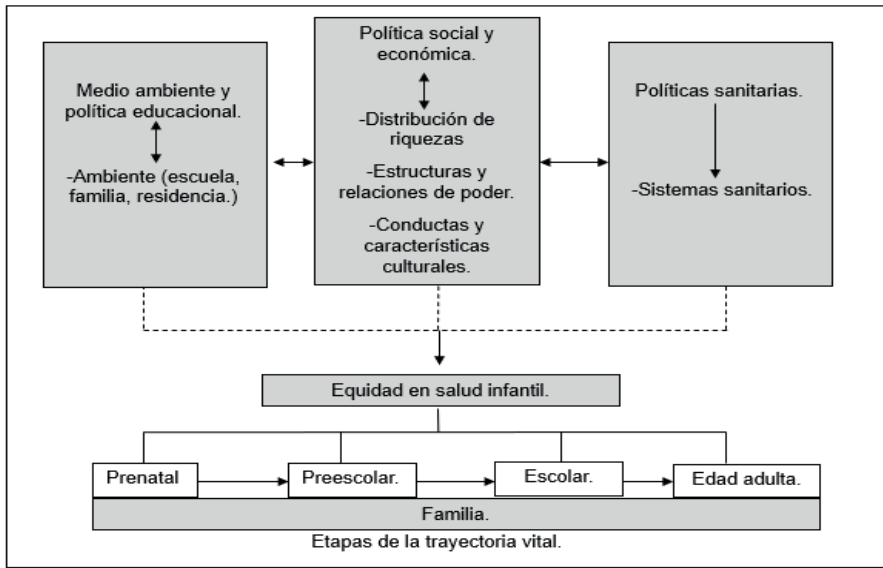 Medio ambiente y
política educacional.
-Ambiente (escuela,
familia, residencia.)
Política social y
económica.
-Distribución de
riquezas
-Estructuras y
relaciones de poder.
-Conductas y
características
culturales.
Políticas sanitarias.
-Sistemas sanitarios.
Equidad en salud infantil.
Prenatal
Preescolar.
Escolar.
Edad adulta.
Familia.
Etapas de la trayectoria vital.